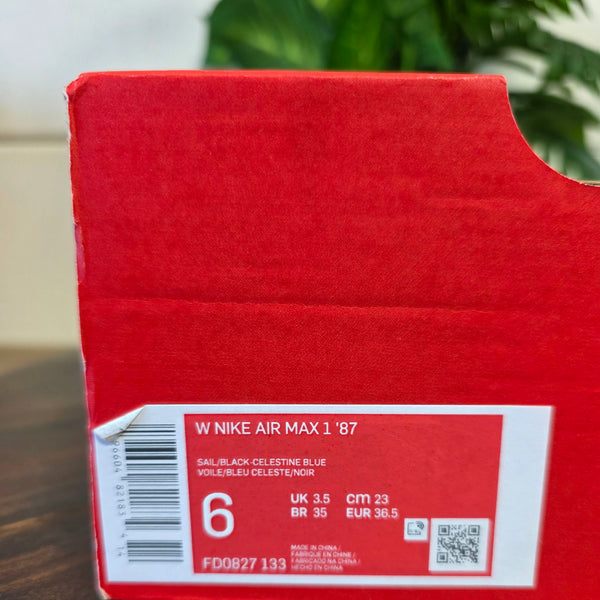 W NIKE AIR MAX 1 '87
SAIL/BLACK-CELESTINE BLUE
VOILE/BLEU CELESTE/NOIR
6
UK 3.5 cm 23
BR 35 EUR 36.5
FD0827 133
MADE IN CHINA /
FABRIQUE EN CHINE /
FABRICADO NA CHINA /
HECHO EN CHINA